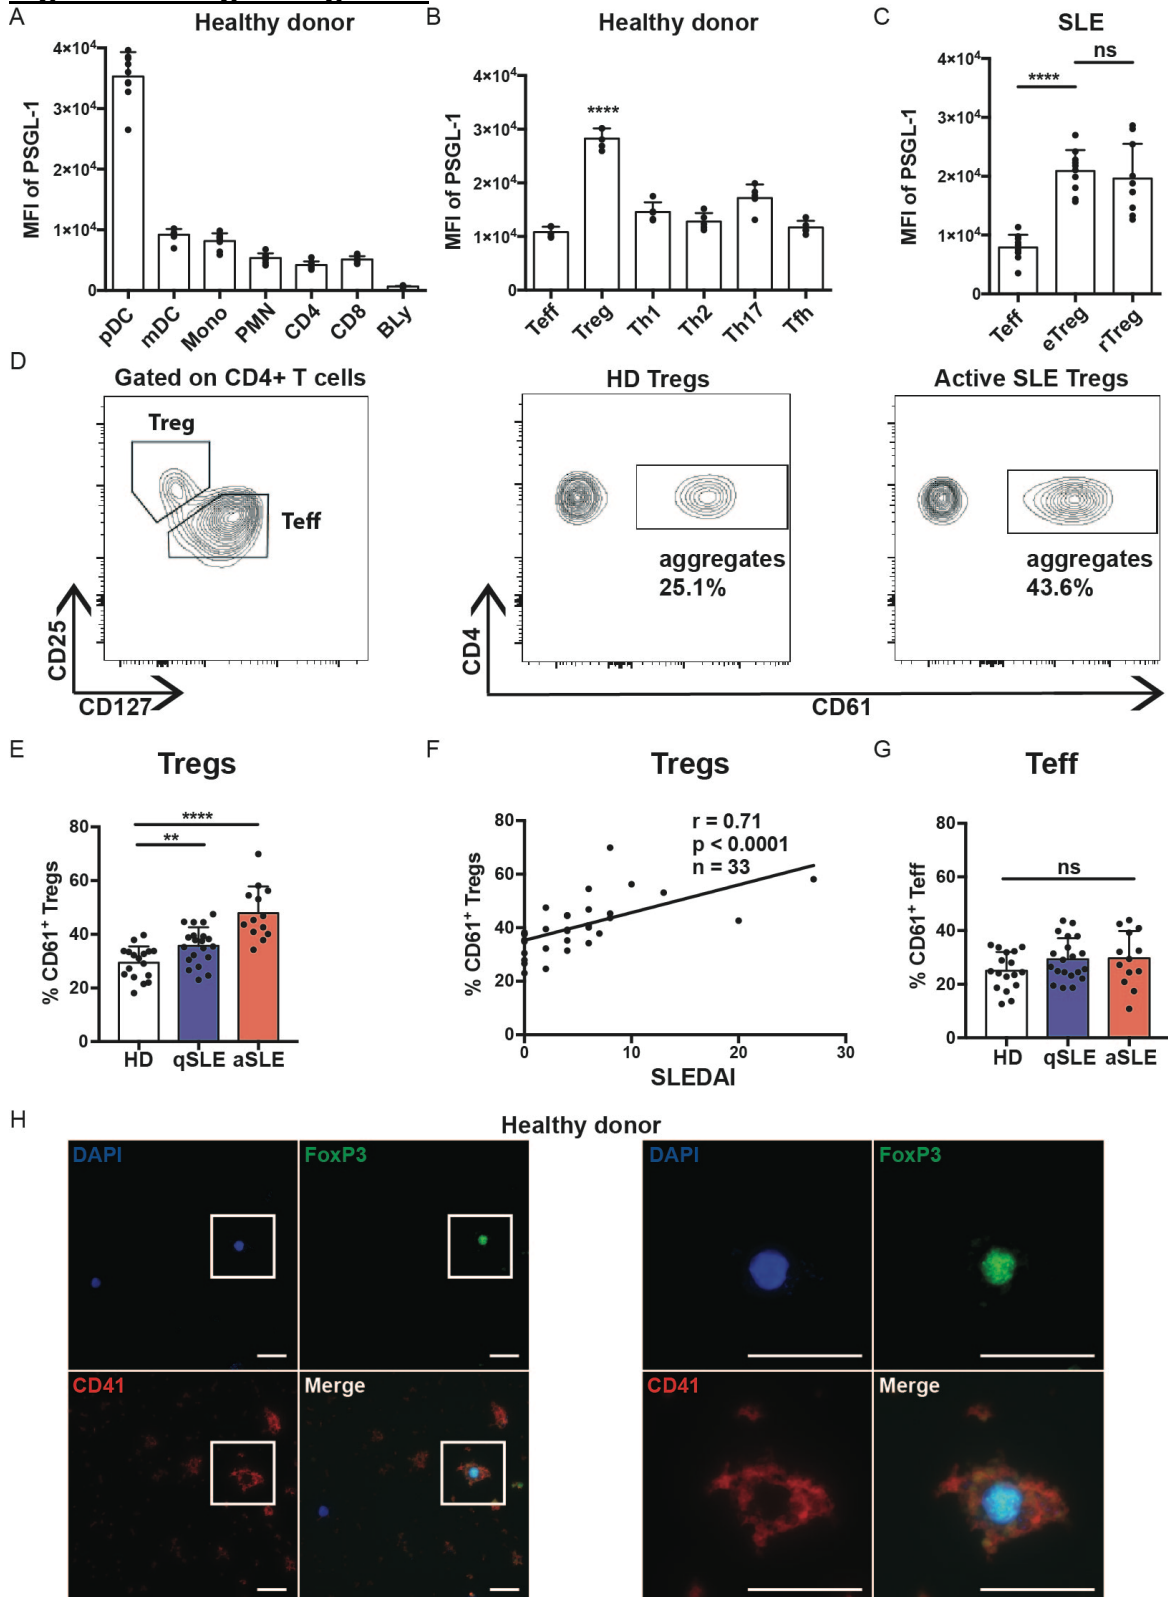 A
Healthy donor
MFI of PSGL-1
4×10⁴
3×10⁴
2×10⁴
1×10⁴
0
pDC
mDC
Mono
PMN
CD4
CD8
BLy
B
Healthy donor
MFI of PSGL-1
4×10⁴
3×10⁴
2×10⁴
1×10⁴
0
****
Teff
Treg
Th1
Th2
Th17
Tfh
C
SLE
MFI of PSGL-1
4×10⁴
3×10⁴
2×10⁴
1×10⁴
0
****
ns
Teff
eTreg
rTreg
D
Gated on CD4+ T cells
Treg
Teff
CD25
CD127
HD Tregs
aggregates
25.1%
Active SLE Tregs
aggregates
43.6%
CD4
CD61
E
Tregs
% CD61⁺ Tregs
80
60
40
20
0
****
**
HD
qSLE
aSLE
F
Tregs
% CD61⁺ Tregs
80
60
40
20
0
r = 0.71
p < 0.0001
n = 33
0
10
20
30
SLEDAI
G
Teff
% CD61⁺ Teff
80
60
40
20
0
ns
HD
qSLE
aSLE
H
Healthy donor
DAPI
FoxP3
DAPI
FoxP3
CD41
Merge
CD41
Merge